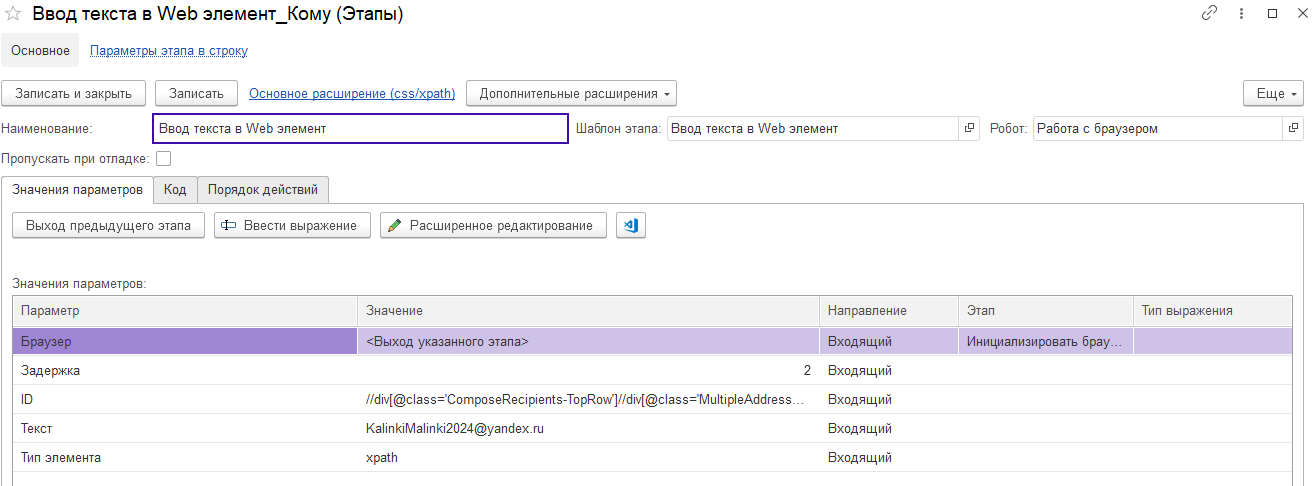 Ввод текста в Web элемент_Кому (Этапы)
Основное Параметры этапа в строку
Записать и закрыть Записать Основное расширение (css/xpath) Дополнительные расширения Еще
Наименование: Ввод текста в Web элемент Шаблон этапа: Ввод текста в Web элемент Робот: Работа с браузером
Пропускать при отладке:
Значения параметров Код Порядок действий
Выход предыдущего этапа Ввести выражение Расширенное редактирование
Значения параметров:
Параметр Значение Направление Этап Тип выражения
Браузер <Выход указанного этапа> Входящий Инициализировать брау...
Задержка 2 Входящий
ID //div[@class='ComposeRecipients-TopRow']//div[@class='MultipleAddress... Входящий
Текст KalinkiMalinki2024@yandex.ru Входящий
Тип элемента xpath Входящий